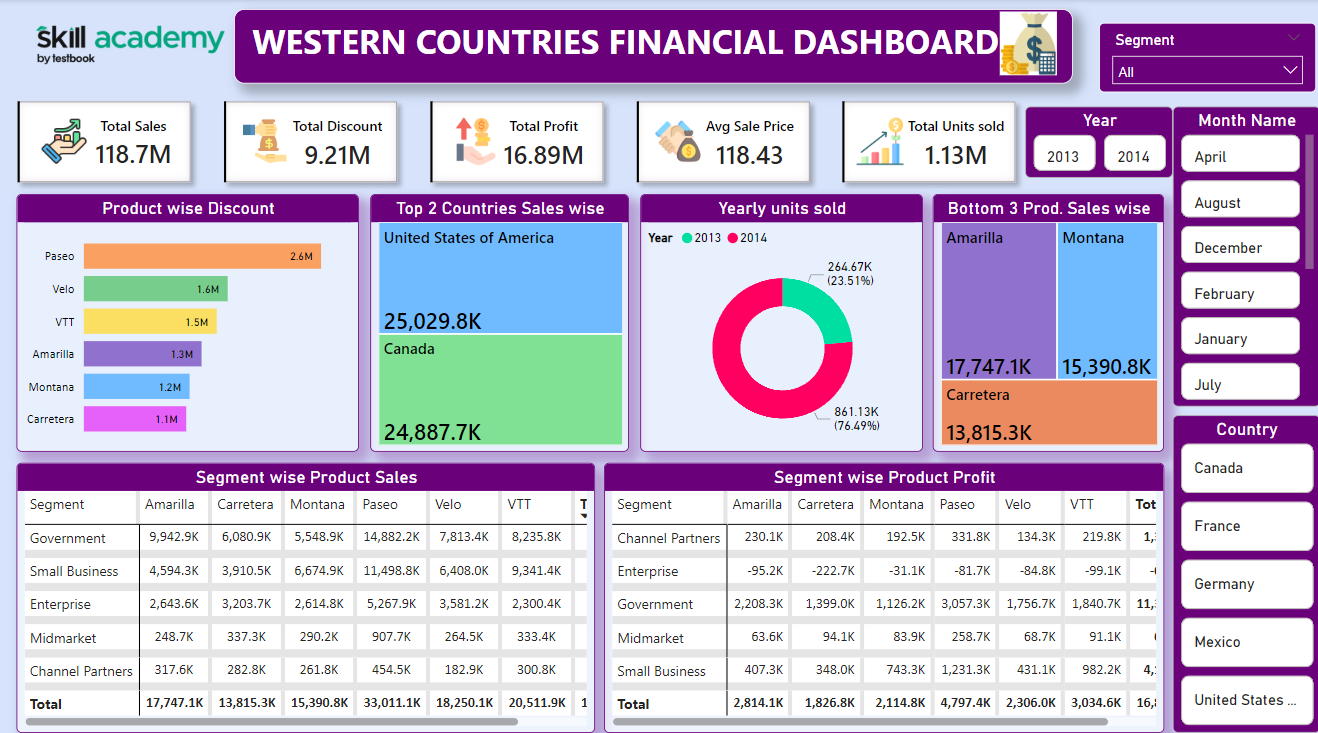 Skill academy
by testbook
WESTERN COUNTRIES FINANCIAL DASHBOARD
Segment
All
Total Sales
118.7M
Total Discount
9.21M
Total Profit
16.89M
Avg Sale Price
118.43
Total Units sold
1.13M
Year
2013
2014
Month Name
April
August
December
February
January
July
Product wise Discount
Paseo 2.6M
Velo 1.6M
VTT 1.5M
Amarilla 1.3M
Montana 1.2M
Carretera 1.1M
Top 2 Countries Sales wise
United States of America
25,029.8K
Canada
24,887.7K
Yearly units sold
Year 2013 2014
264.67K
(23.51%)
861.13K
(76.49%)
Bottom 3 Prod. Sales wise
Amarilla
17,747.1K
Montana
15,390.8K
Carretera
13,815.3K
Country
Canada
France
Germany
Mexico
United States ...
Segment wise Product Sales
Segment Amarilla Carretera Montana Paseo Velo VTT
Government 9,942.9K 6,080.9K 5,548.9K 14,882.2K 7,813.4K 8,235.8K
Small Business 4,594.3K 3,910.5K 6,674.9K 11,498.8K 6,408.0K 9,341.4K
Enterprise 2,643.6K 3,203.7K 2,614.8K 5,267.9K 3,581.2K 2,300.4K
Midmarket 248.7K 337.3K 290.2K 907.7K 264.5K 333.4K
Channel Partners 317.6K 282.8K 261.8K 454.5K 182.9K 300.8K
Total 17,747.1K 13,815.3K 15,390.8K 33,011.1K 18,250.1K 20,511.9K
Segment wise Product Profit
Segment Amarilla Carretera Montana Paseo Velo VTT Tot
Channel Partners 230.1K 208.4K 192.5K 331.8K 134.3K 219.8K
Enterprise -95.2K -222.7K -31.1K -81.7K -84.8K -99.1K
Government 2,208.3K 1,399.0K 1,126.2K 3,057.3K 1,756.7K 1,840.7K
Midmarket 63.6K 94.1K 83.9K 258.7K 68.7K 91.1K
Small Business 407.3K 348.0K 743.3K 1,231.3K 431.1K 982.2K
Total 2,814.1K 1,826.8K 2,114.8K 4,797.4K 2,306.0K 3,034.6K